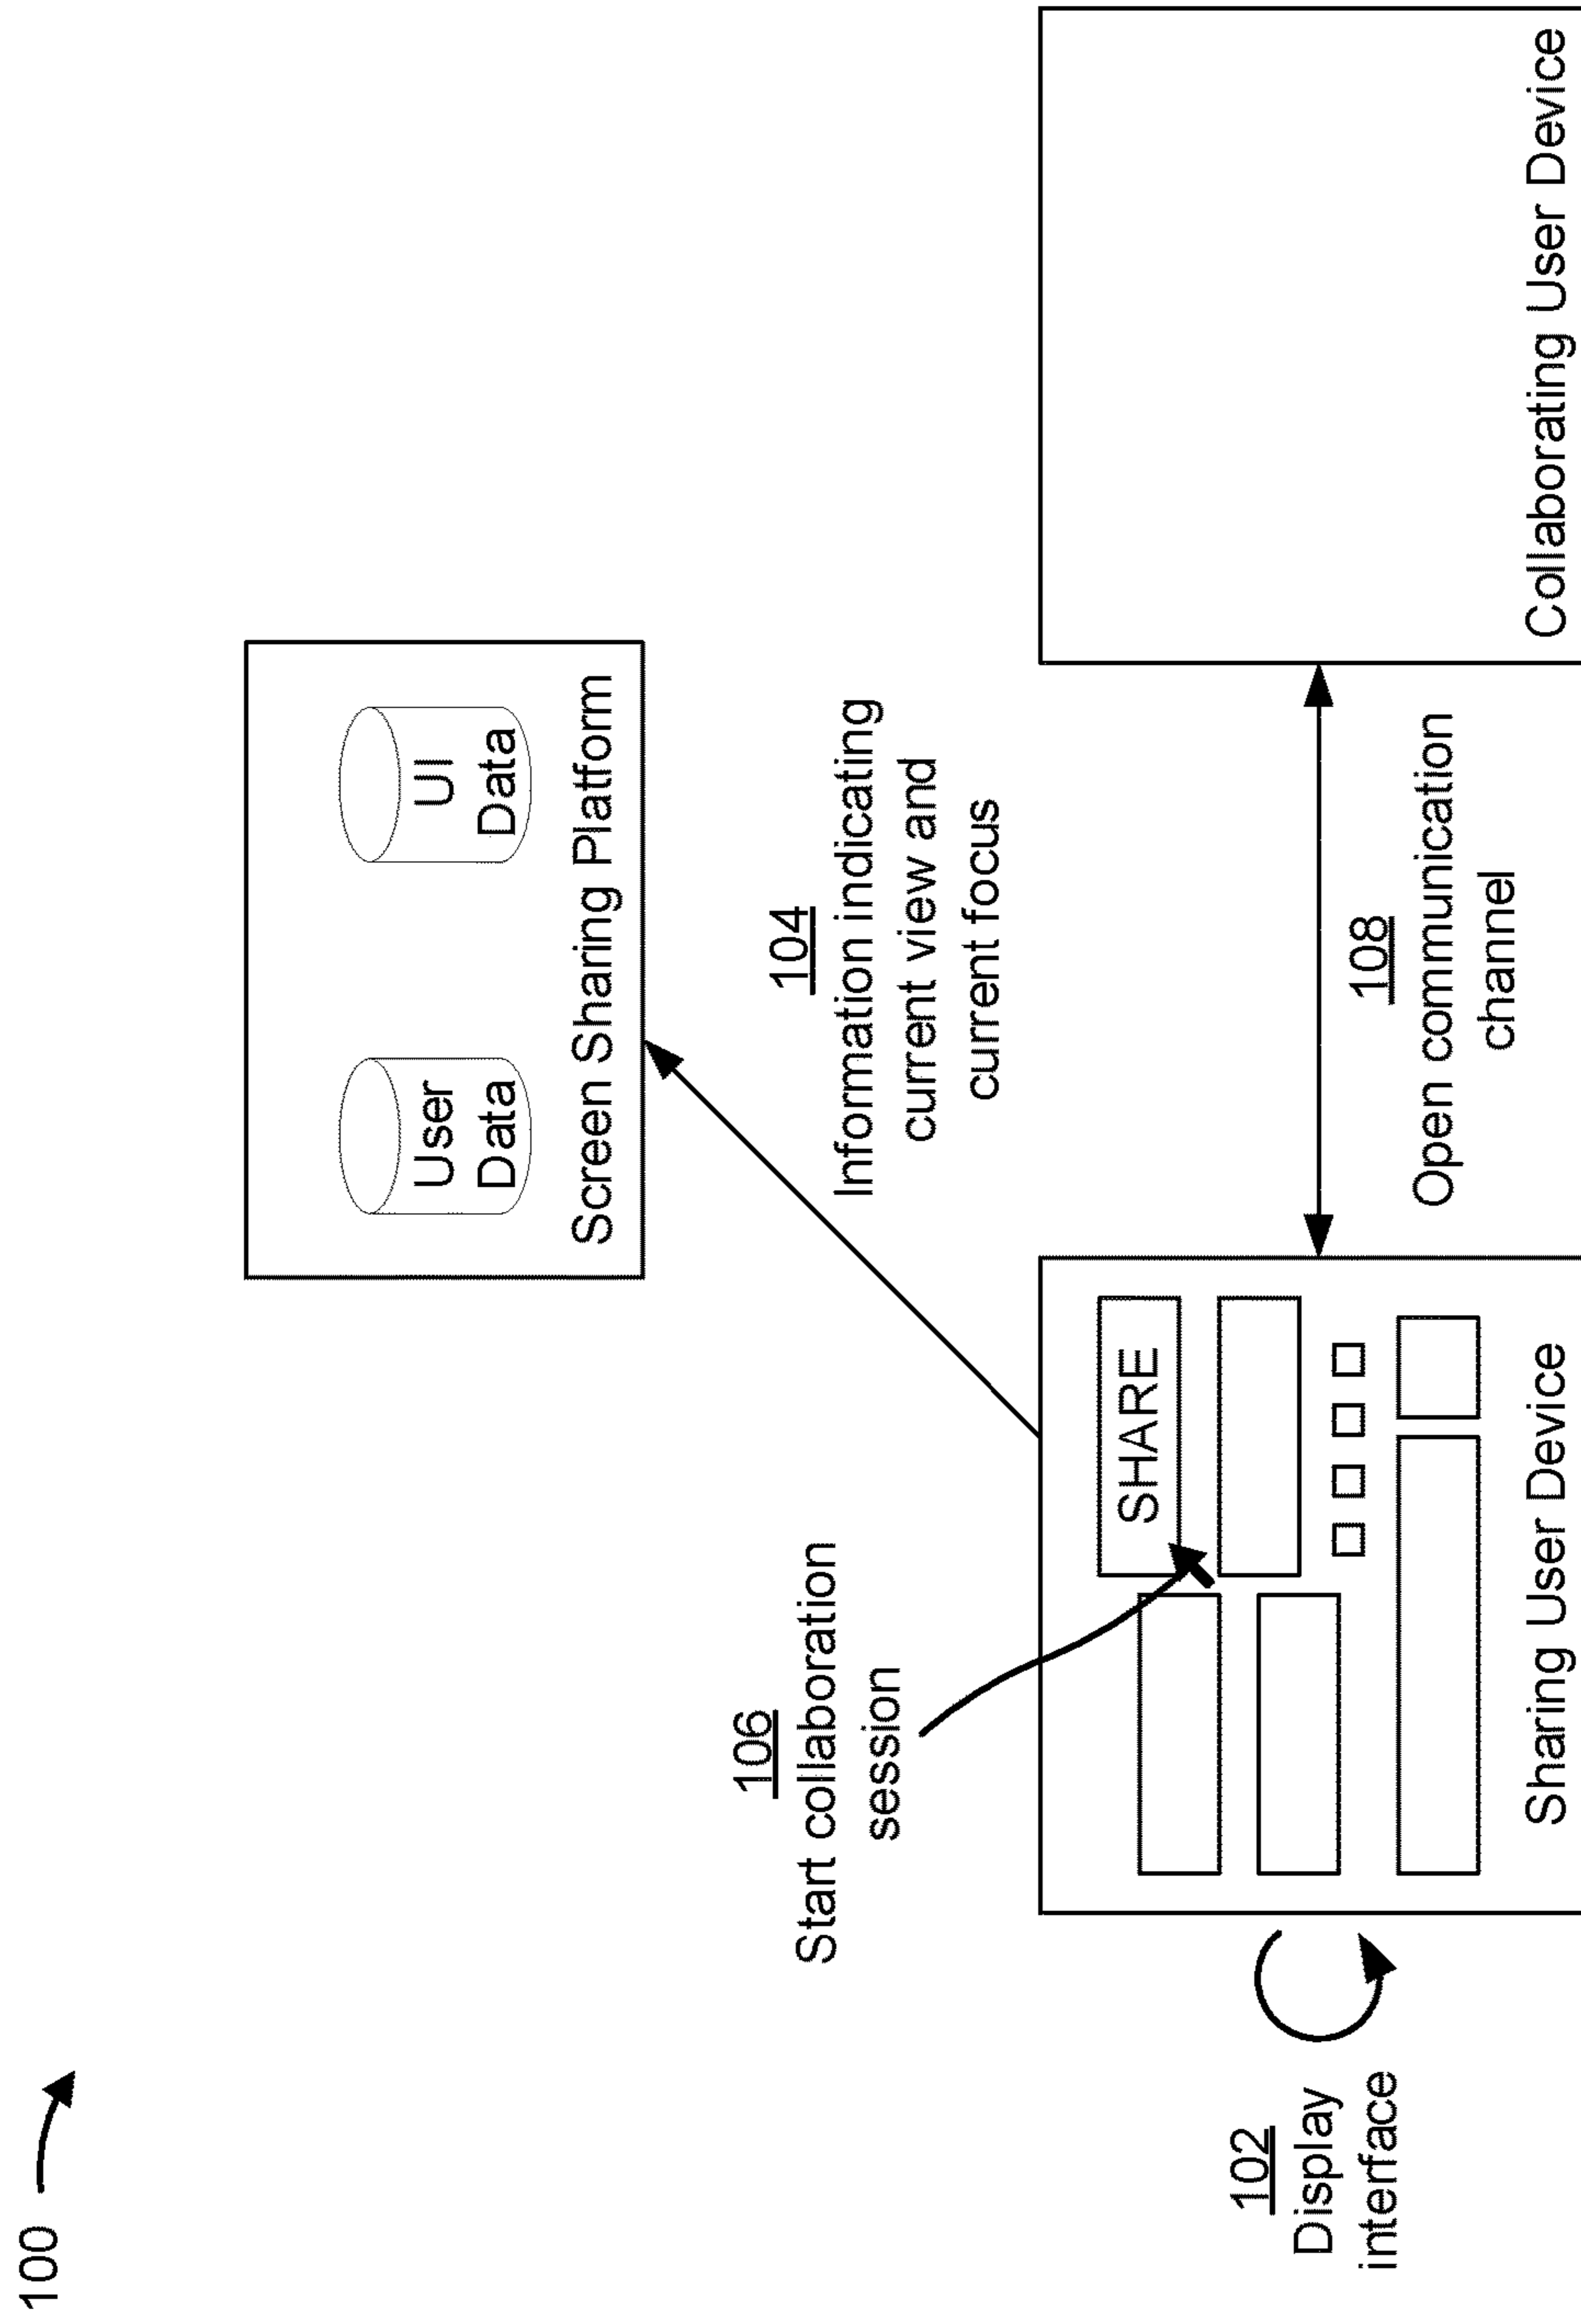 100
User
Data
UI
Data
Screen Sharing Platform
106
Start collaboration
session
104
Information indicating
current view and
current focus
102
Display
interface
SHARE
Sharing User Device
108
Open communication
channel
Collaborating User Device